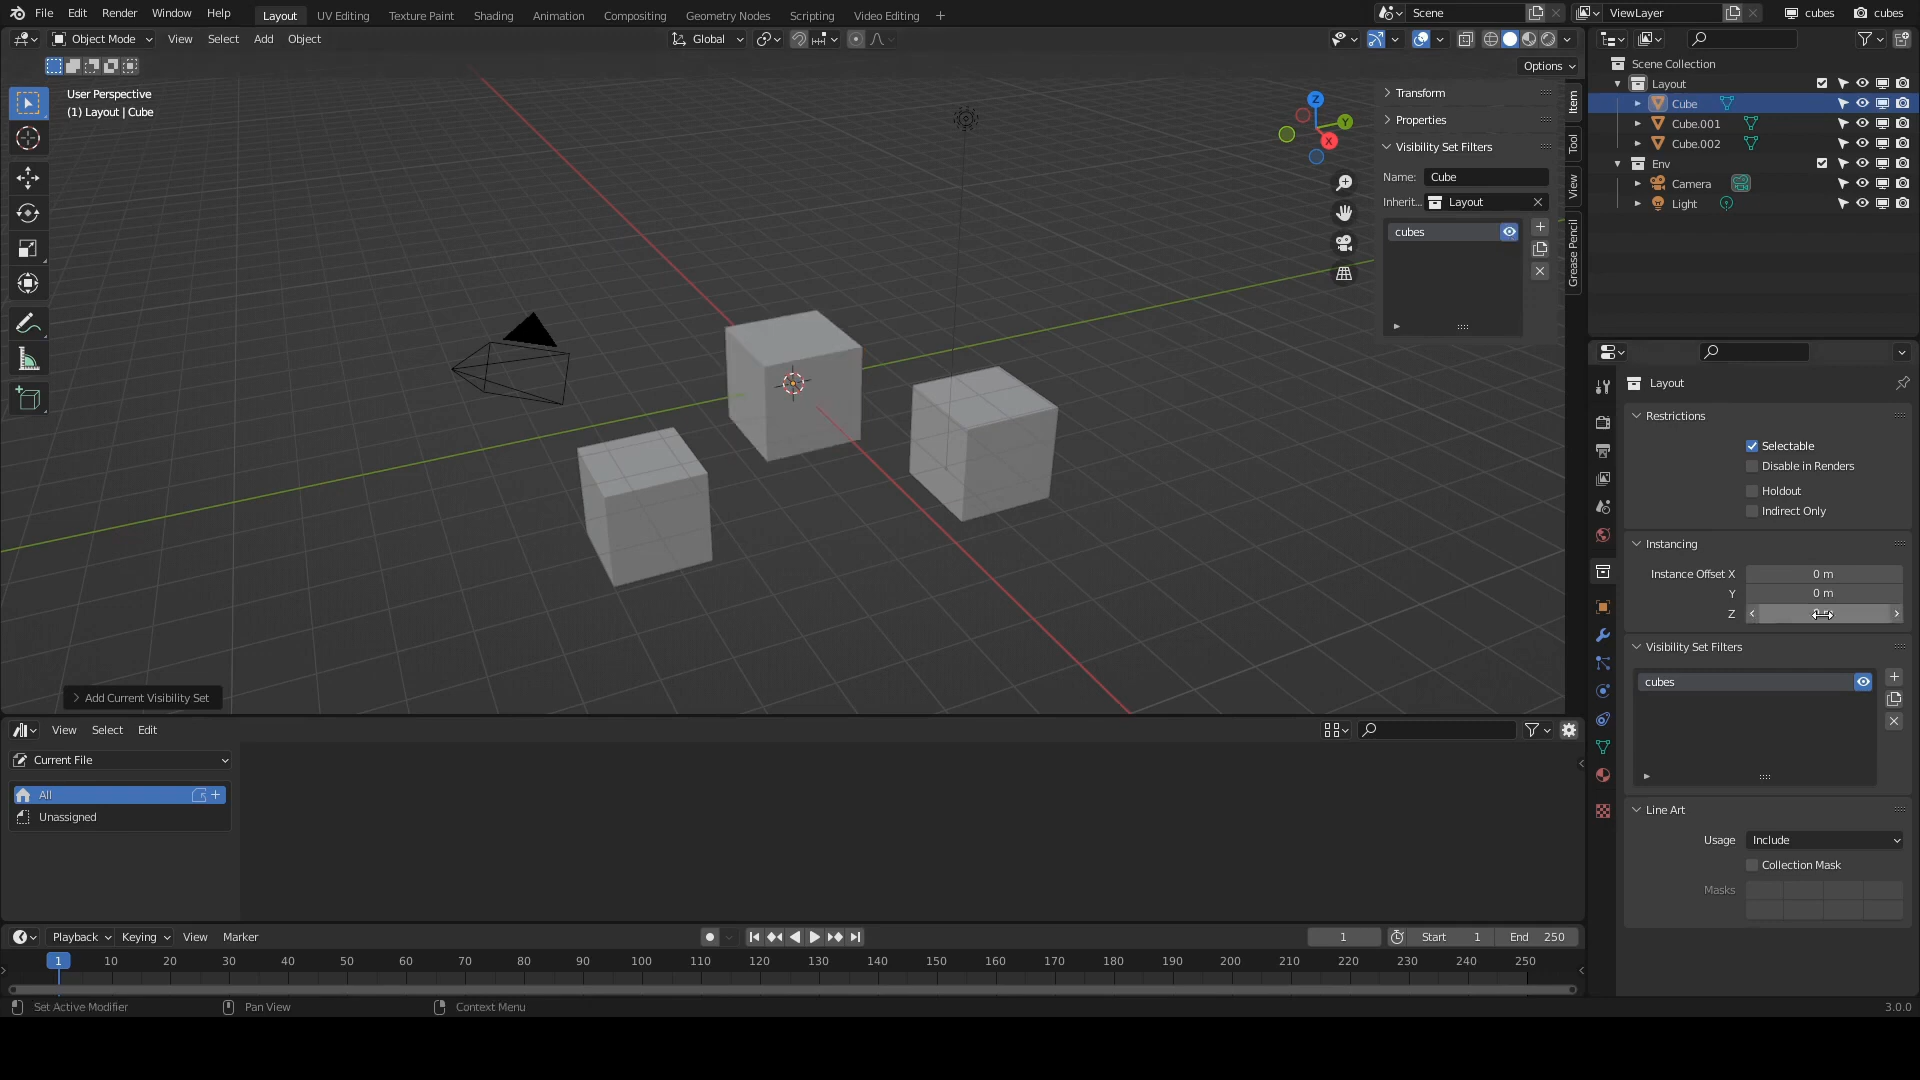 File Edit Render Window Help Layout UV Editing Texture Paint Shading Animation Compositing Geometry Nodes Scripting Video Editing + Scene ViewLayer cubes cubes
Object Mode View Select Add Object Global
Options
User Perspective
(1) Layout | Cube
Z
Y
X
Transform
Properties
Visibility Set Filters
Name: Cube
Inherit... Layout
cubes
Item
Tool
View
Grease Pencil
Scene Collection
Layout
Cube
Cube.001
Cube.002
Env
Camera
Light
Layout
Restrictions
Selectable
Disable in Renders
Holdout
Indirect Only
Instancing
Instance Offset X 0 m
Y 0 m
Z
Visibility Set Filters
cubes
Line Art
Usage Include
Collection Mask
Masks
Add Current Visibility Set
View Select Edit
Current File
All
Unassigned
Playback Keying View Marker 1 Start 1 End 250
1 10 20 30 40 50 60 70 80 90 100 110 120 130 140 150 160 170 180 190 200 210 220 230 240 250
Set Active Modifier Pan View Context Menu 3.0.0